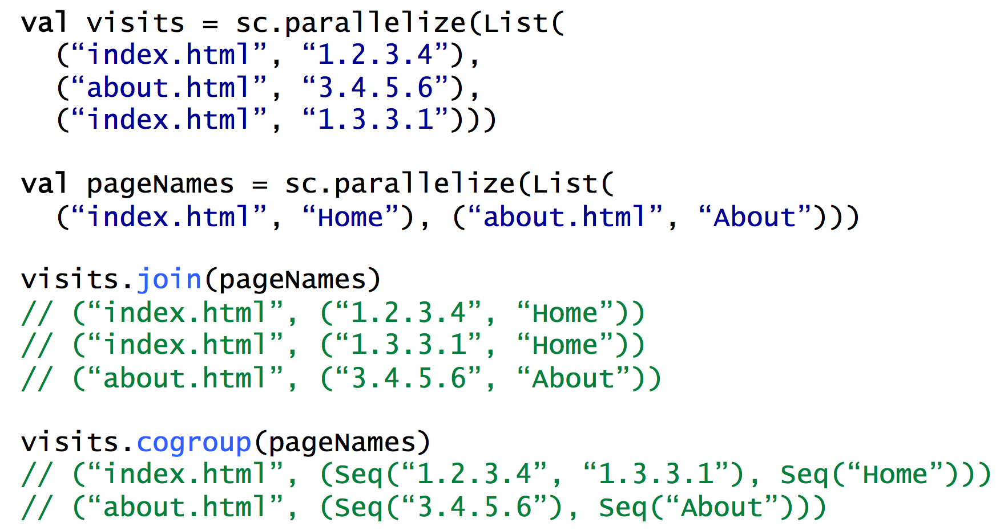 val visits = sc.parallelize(List(
  (“index.html”, “1.2.3.4”),
  (“about.html”, “3.4.5.6”),
  (“index.html”, “1.3.3.1”)))

val pageNames = sc.parallelize(List(
  (“index.html”, “Home”), (“about.html”, “About”)))

visits.join(pageNames)
// (“index.html”, (“1.2.3.4”, “Home”))
// (“index.html”, (“1.3.3.1”, “Home”))
// (“about.html”, (“3.4.5.6”, “About”))

visits.cogroup(pageNames)
// (“index.html”, (Seq(“1.2.3.4”, “1.3.3.1”), Seq(“Home”)))
// (“about.html”, (Seq(“3.4.5.6”), Seq(“About”)))